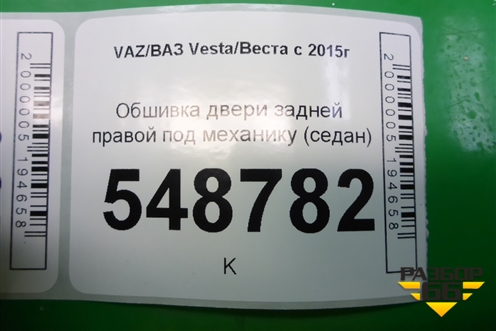 VAZ/ВАЗ Vesta/Веста с 2015г
Обшивка двери задней
правой под механику (седан)
548782
К
2000005194658
2000005194658
РАЗБОР
66